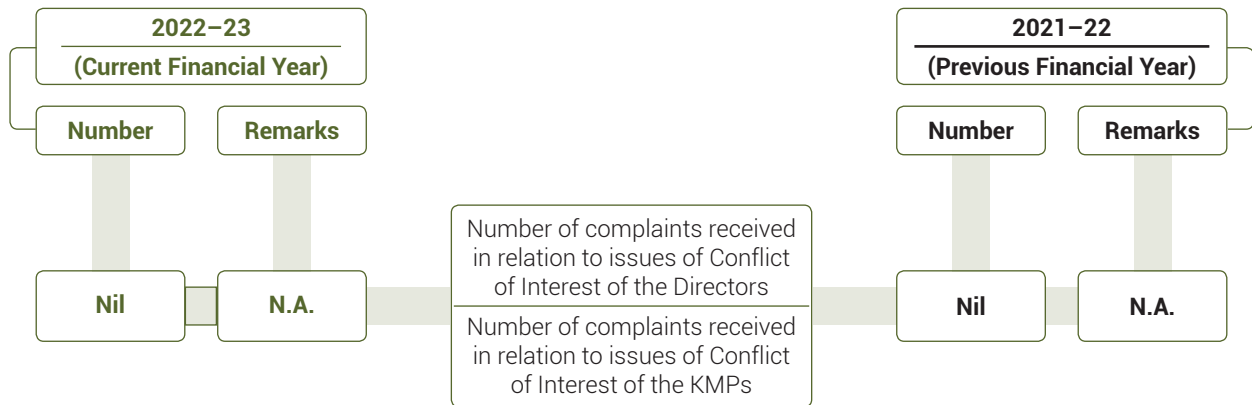 2022–23
(Current Financial Year)
2021–22
(Previous Financial Year)
Number
Remarks
Number
Remarks
Number of complaints received
in relation to issues of Conflict
of Interest of the Directors
Nil
N.A.
Nil
N.A.
Number of complaints received
in relation to issues of Conflict
of Interest of the KMPs